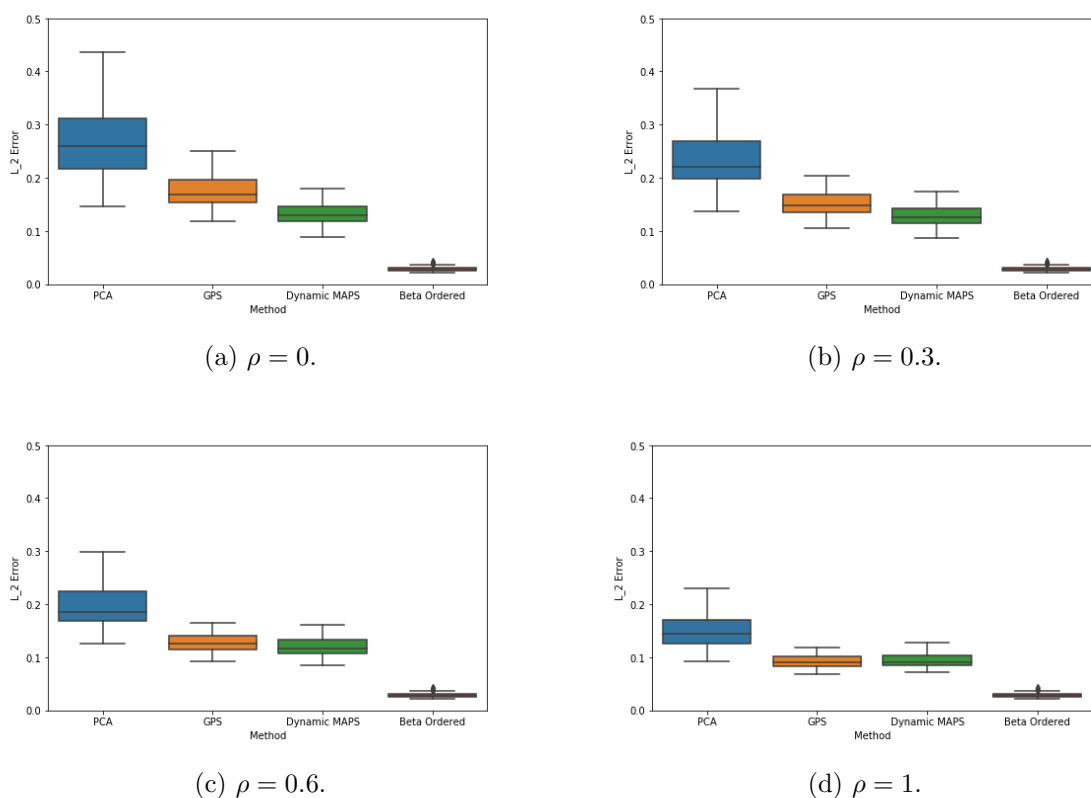 0.5
0.4
0.3
0.2
0.1
0.0
L_2 Error
PCA GPS Dynamic MAPS Beta Ordered
Method
(a) ρ = 0.
0.5
0.4
0.3
0.2
0.1
0.0
L_2 Error
PCA GPS Dynamic MAPS Beta Ordered
Method
(b) ρ = 0.3.
0.5
0.4
0.3
0.2
0.1
0.0
L_2 Error
PCA GPS Dynamic MAPS Beta Ordered
Method
(c) ρ = 0.6.
0.5
0.4
0.3
0.2
0.1
0.0
L_2 Error
PCA GPS Dynamic MAPS Beta Ordered
Method
(d) ρ = 1.